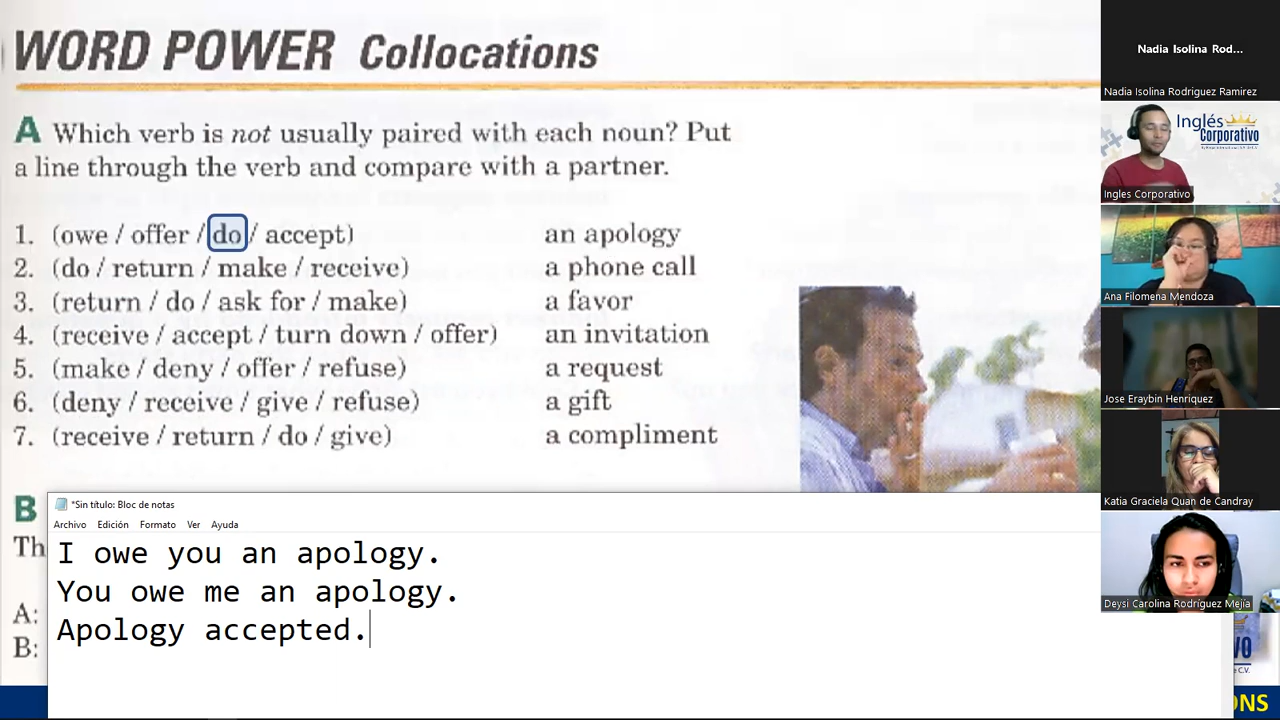 WORD POWER Collocations
A Which verb is not usually paired with each noun? Put
a line through the verb and compare with a partner.
1. (owe / offer / do / accept) an apology
2. (do / return / make / receive) a phone call
3. (return / do / ask for / make) a favor
4. (receive / accept / turn down / offer) an invitation
5. (make / deny / offer / refuse) a request
6. (deny / receive / give / refuse) a gift
7. (receive / return / do / give) a compliment
B
Th
A:
B:
*Sin título: Bloc de notas
Archivo Edición Formato Ver Ayuda
I owe you an apology.
You owe me an apology.
Apology accepted.
Nadia Isolina Rod...
Nadia Isolina Rodriguez Ramirez
Inglés
Corporativo
Ingles Corporativo
Ana Filomena Mendoza
Jose Eraybin Henriquez
Katia Graciela Quan de Candray
Deysi Carolina Rodríguez Mejía
VO
C.V.
ONS